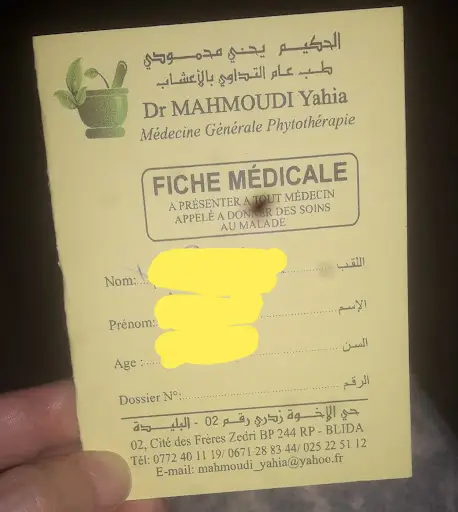 الحكيم يحيى محمودي
طب عام التداوي بالأعشاب
Dr MAHMOUDI Yahia
Médecine Générale Phytothérapie
FICHE MÉDICALE
A PRÉSENTER A TOUT MÉDECIN
APPELÉ A DONNER DES SOINS
AU MALADE
Nom: اللقب
Prénom: الإسم
Age : السن
Dossier N°: الرقم
حي الإخوة زدري رقم 02 - البليدة
02, Cité des Frères Zedri BP 244 RP - BLIDA
Tél: 0772 40 11 19/ 0671 28 83 44/ 025 22 51 12
E-mail: mahmoudi_yahia@yahoo.fr